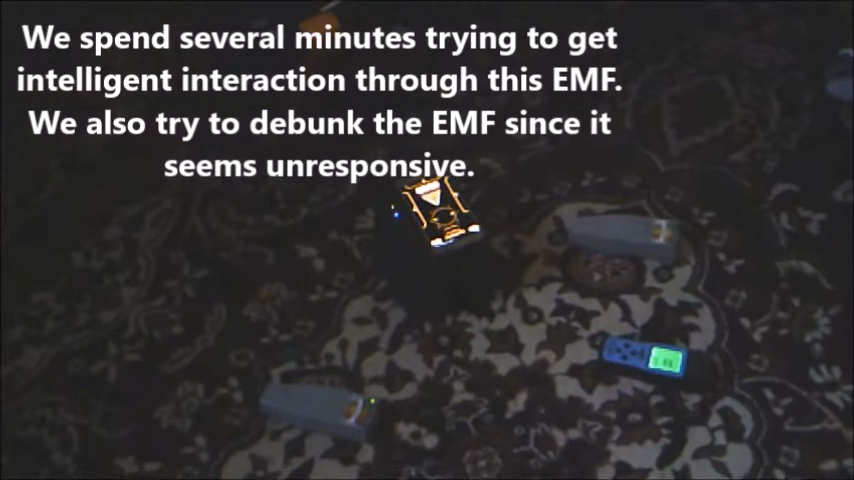 We spend several minutes trying to get
intelligent interaction through this EMF.
We also try to debunk the EMF since it
seems unresponsive.